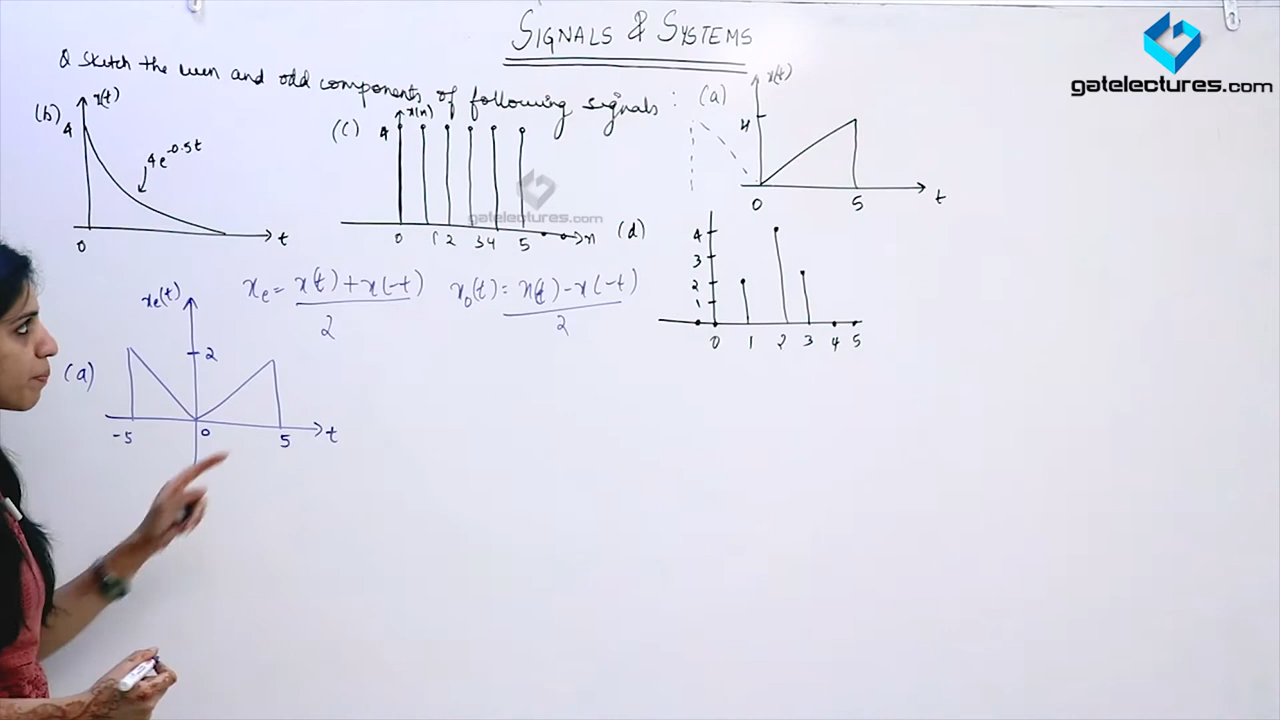 SIGNALS & SYSTEMS
gatelectures.com
Q Sketch the even and odd components of following signals :
(a) x(t)
4
0 5 t
(b) x(t)
4
4e^-0.5t
0 t
(c) x(n)
4
0 1 2 3 4 5 n
gatelectures.com
(d)
4
3
2
1
0 1 2 3 4 5
xe = x(t) + x(-t) / 2
xo(t) = x(t) - x(-t) / 2
(a) xe(t)
2
-5 0 5 t